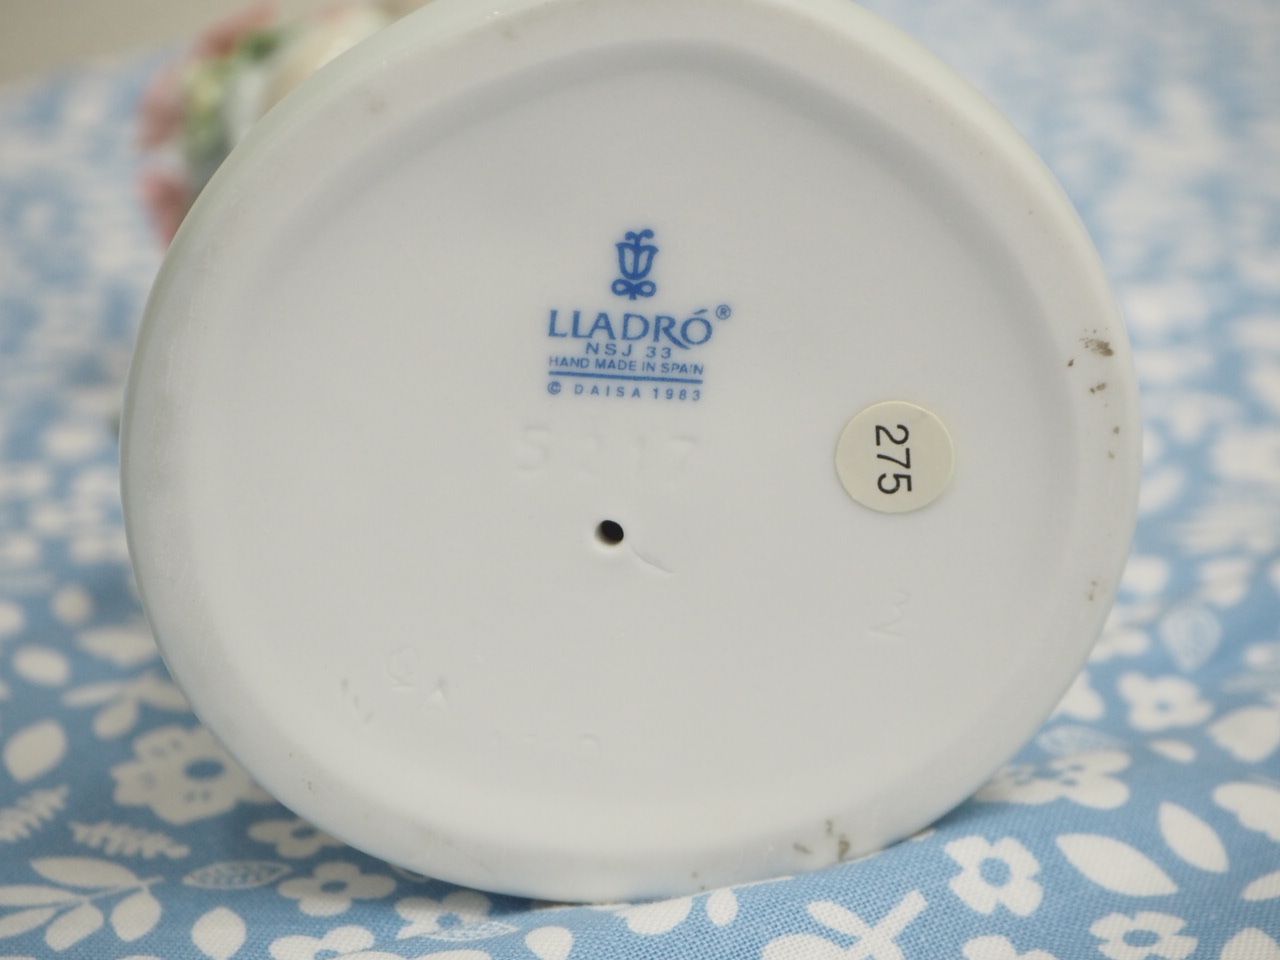 LLADRÓ®
NSJ 33
HAND MADE IN SPAIN
© DAISA 1983
275